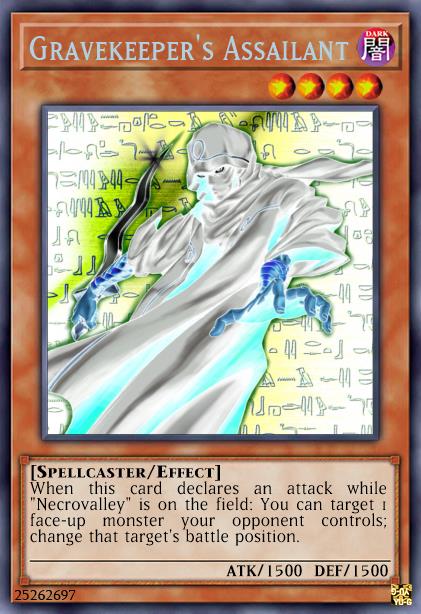 Gravekeeper's Assailant
DARK
闇
[Spellcaster/Effect]
When this card declares an attack while
"Necrovalley" is on the field: You can target 1
face-up monster your opponent controls;
change that target's battle position.
ATK/1500 DEF/1500
25262697